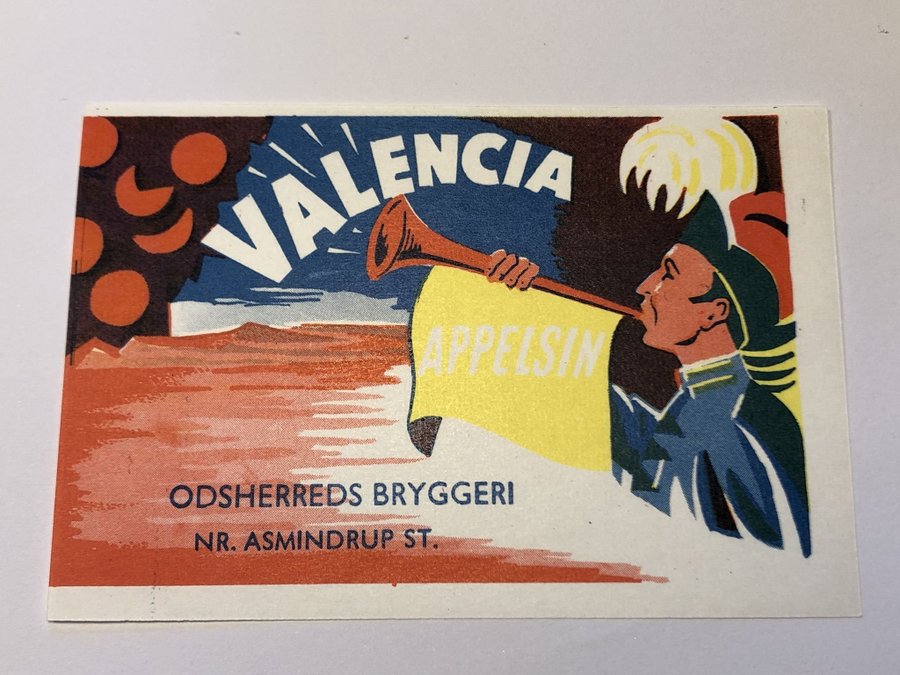 VALENCIA
APPELSIN
ODSHERREDS BRYGGERI
NR. ASMINDRUP ST.